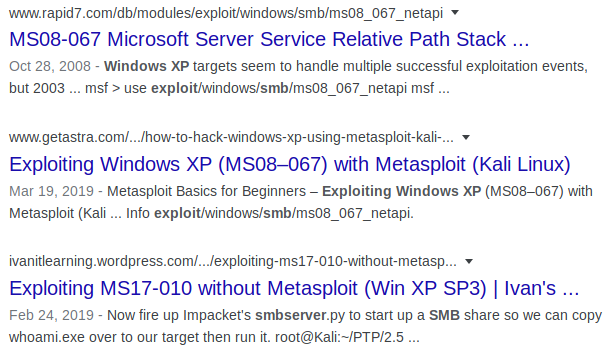 www.rapid7.com/db/modules/exploit/windows/smb/ms08_067_netapi
MS08-067 Microsoft Server Service Relative Path Stack ...
Oct 28, 2008 - Windows XP targets seem to handle multiple successful exploitation events,
but 2003 ... msf > use exploit/windows/smb/ms08_067_netapi msf ...
www.getastra.com/.../how-to-hack-windows-xp-using-metasploit-kali-...
Exploiting Windows XP (MS08–067) with Metasploit (Kali Linux)
Mar 19, 2019 - Metasploit Basics for Beginners – Exploiting Windows XP (MS08–067) with
Metasploit (Kali ... Info exploit/windows/smb/ms08_067_netapi.
ivanitlearning.wordpress.com/.../exploiting-ms17-010-without-metasp...
Exploiting MS17-010 without Metasploit (Win XP SP3) | Ivan's ...
Feb 24, 2019 - Now fire up Impacket's smbserver.py to start up a SMB share so we can copy
whoami.exe over to our target then run it. root@Kali:~/PTP/2.5 ...